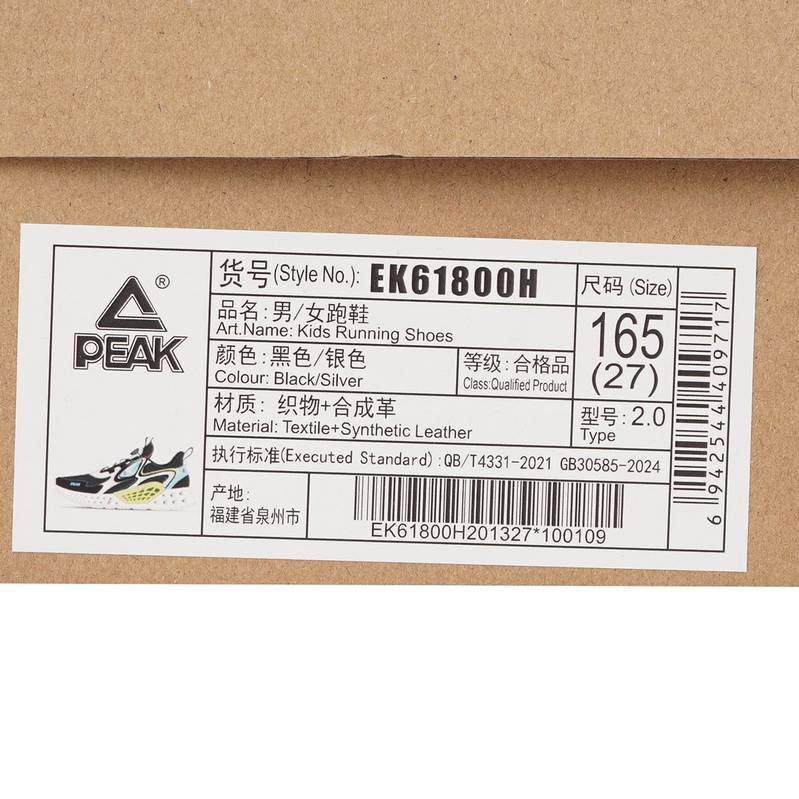 ®
PEAK
货号(Style No.): EK61800H
品名: 男/女跑鞋
Art.Name: Kids Running Shoes
颜色: 黑色/银色
Colour: Black/Silver
等级: 合格品
Class:Qualified Product
材质: 织物+合成革
Material: Textile+Synthetic Leather
执行标准(Executed Standard):QB/T4331-2021 GB30585-2024
产地:
福建省泉州市
EK61800H201327*100109
尺码 (Size)
165
(27)
型号: 2.0
Type
6942544409717